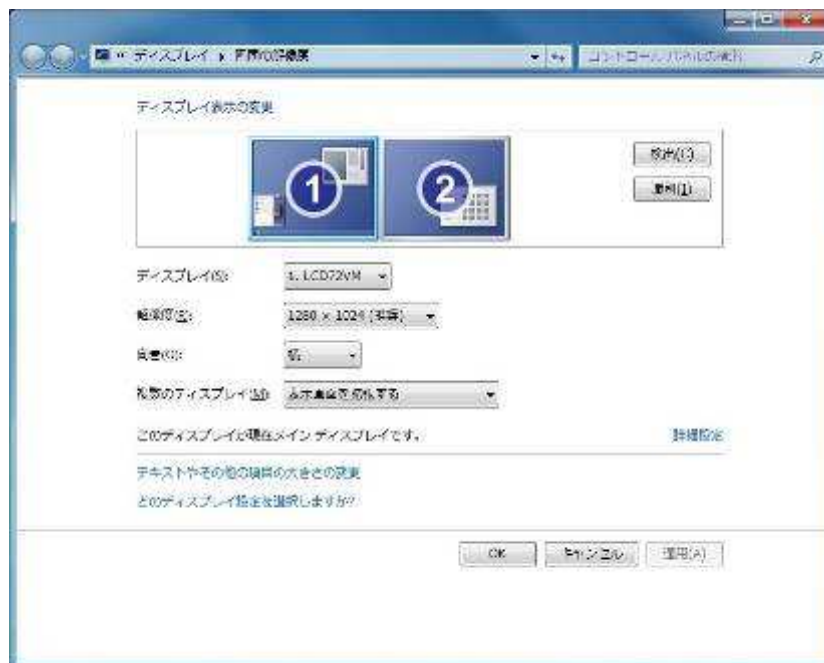 ディスプレイ ▸ 画面の解像度
コントロール パネルの検索
ディスプレイ表示の変更
1
2
検出(C)
識別(I)
ディスプレイ(S):
1. LCD72VM
解像度(R):
1280 × 1024 (推奨)
向き(O):
横
複数のディスプレイ(M):
表示画面を拡張する
このディスプレイが現在メイン ディスプレイです。
詳細設定
テキストやその他の項目の大きさの変更
どのディスプレイ設定を選択しますか?
OK
キャンセル
適用(A)